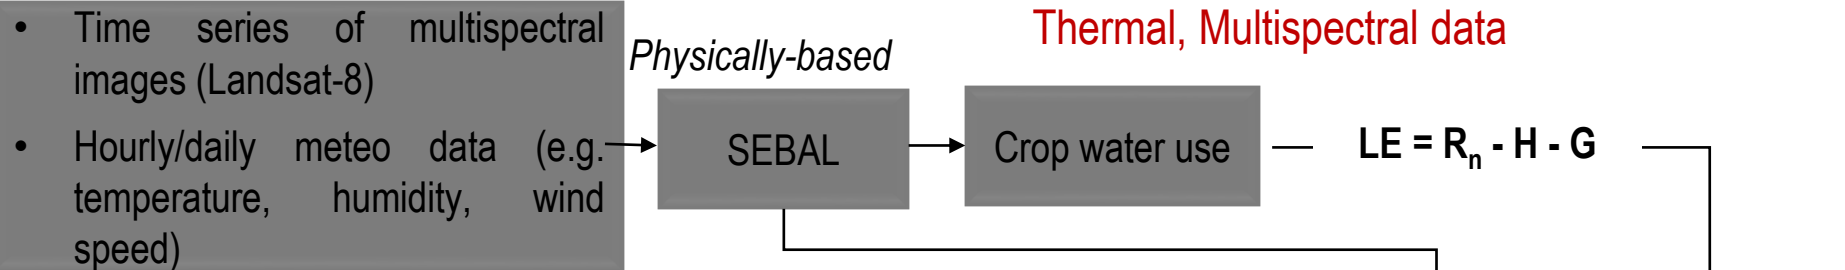 • Time series of multispectral
images (Landsat-8)
• Hourly/daily meteo data (e.g.
temperature, humidity, wind
speed)
Physically-based
SEBAL
Thermal, Multispectral data
Crop water use
LE = Rn - H - G